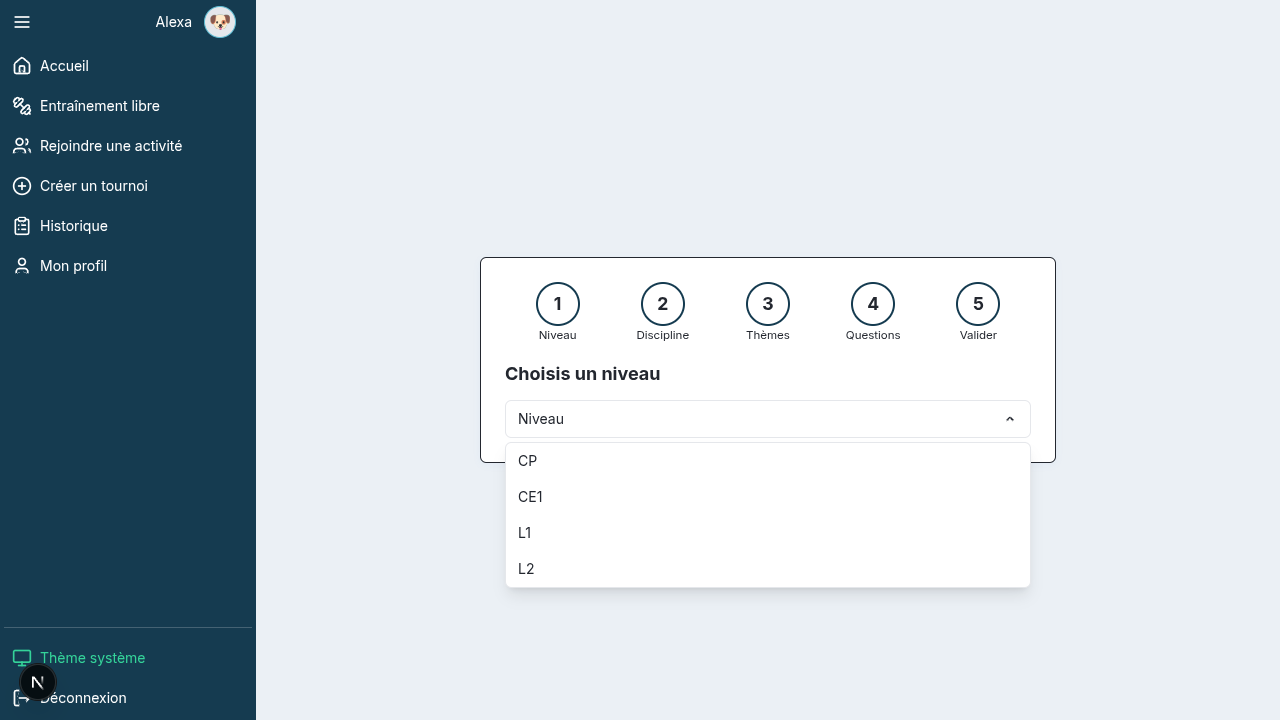 Alexa
Accueil
Entraînement libre
Rejoindre une activité
Créer un tournoi
Historique
Mon profil
Thème système
N
Déconnexion
1 2 3 4 5
Niveau Discipline Thèmes Questions Valider
Choisis un niveau
Niveau
CP
CE1
L1
L2